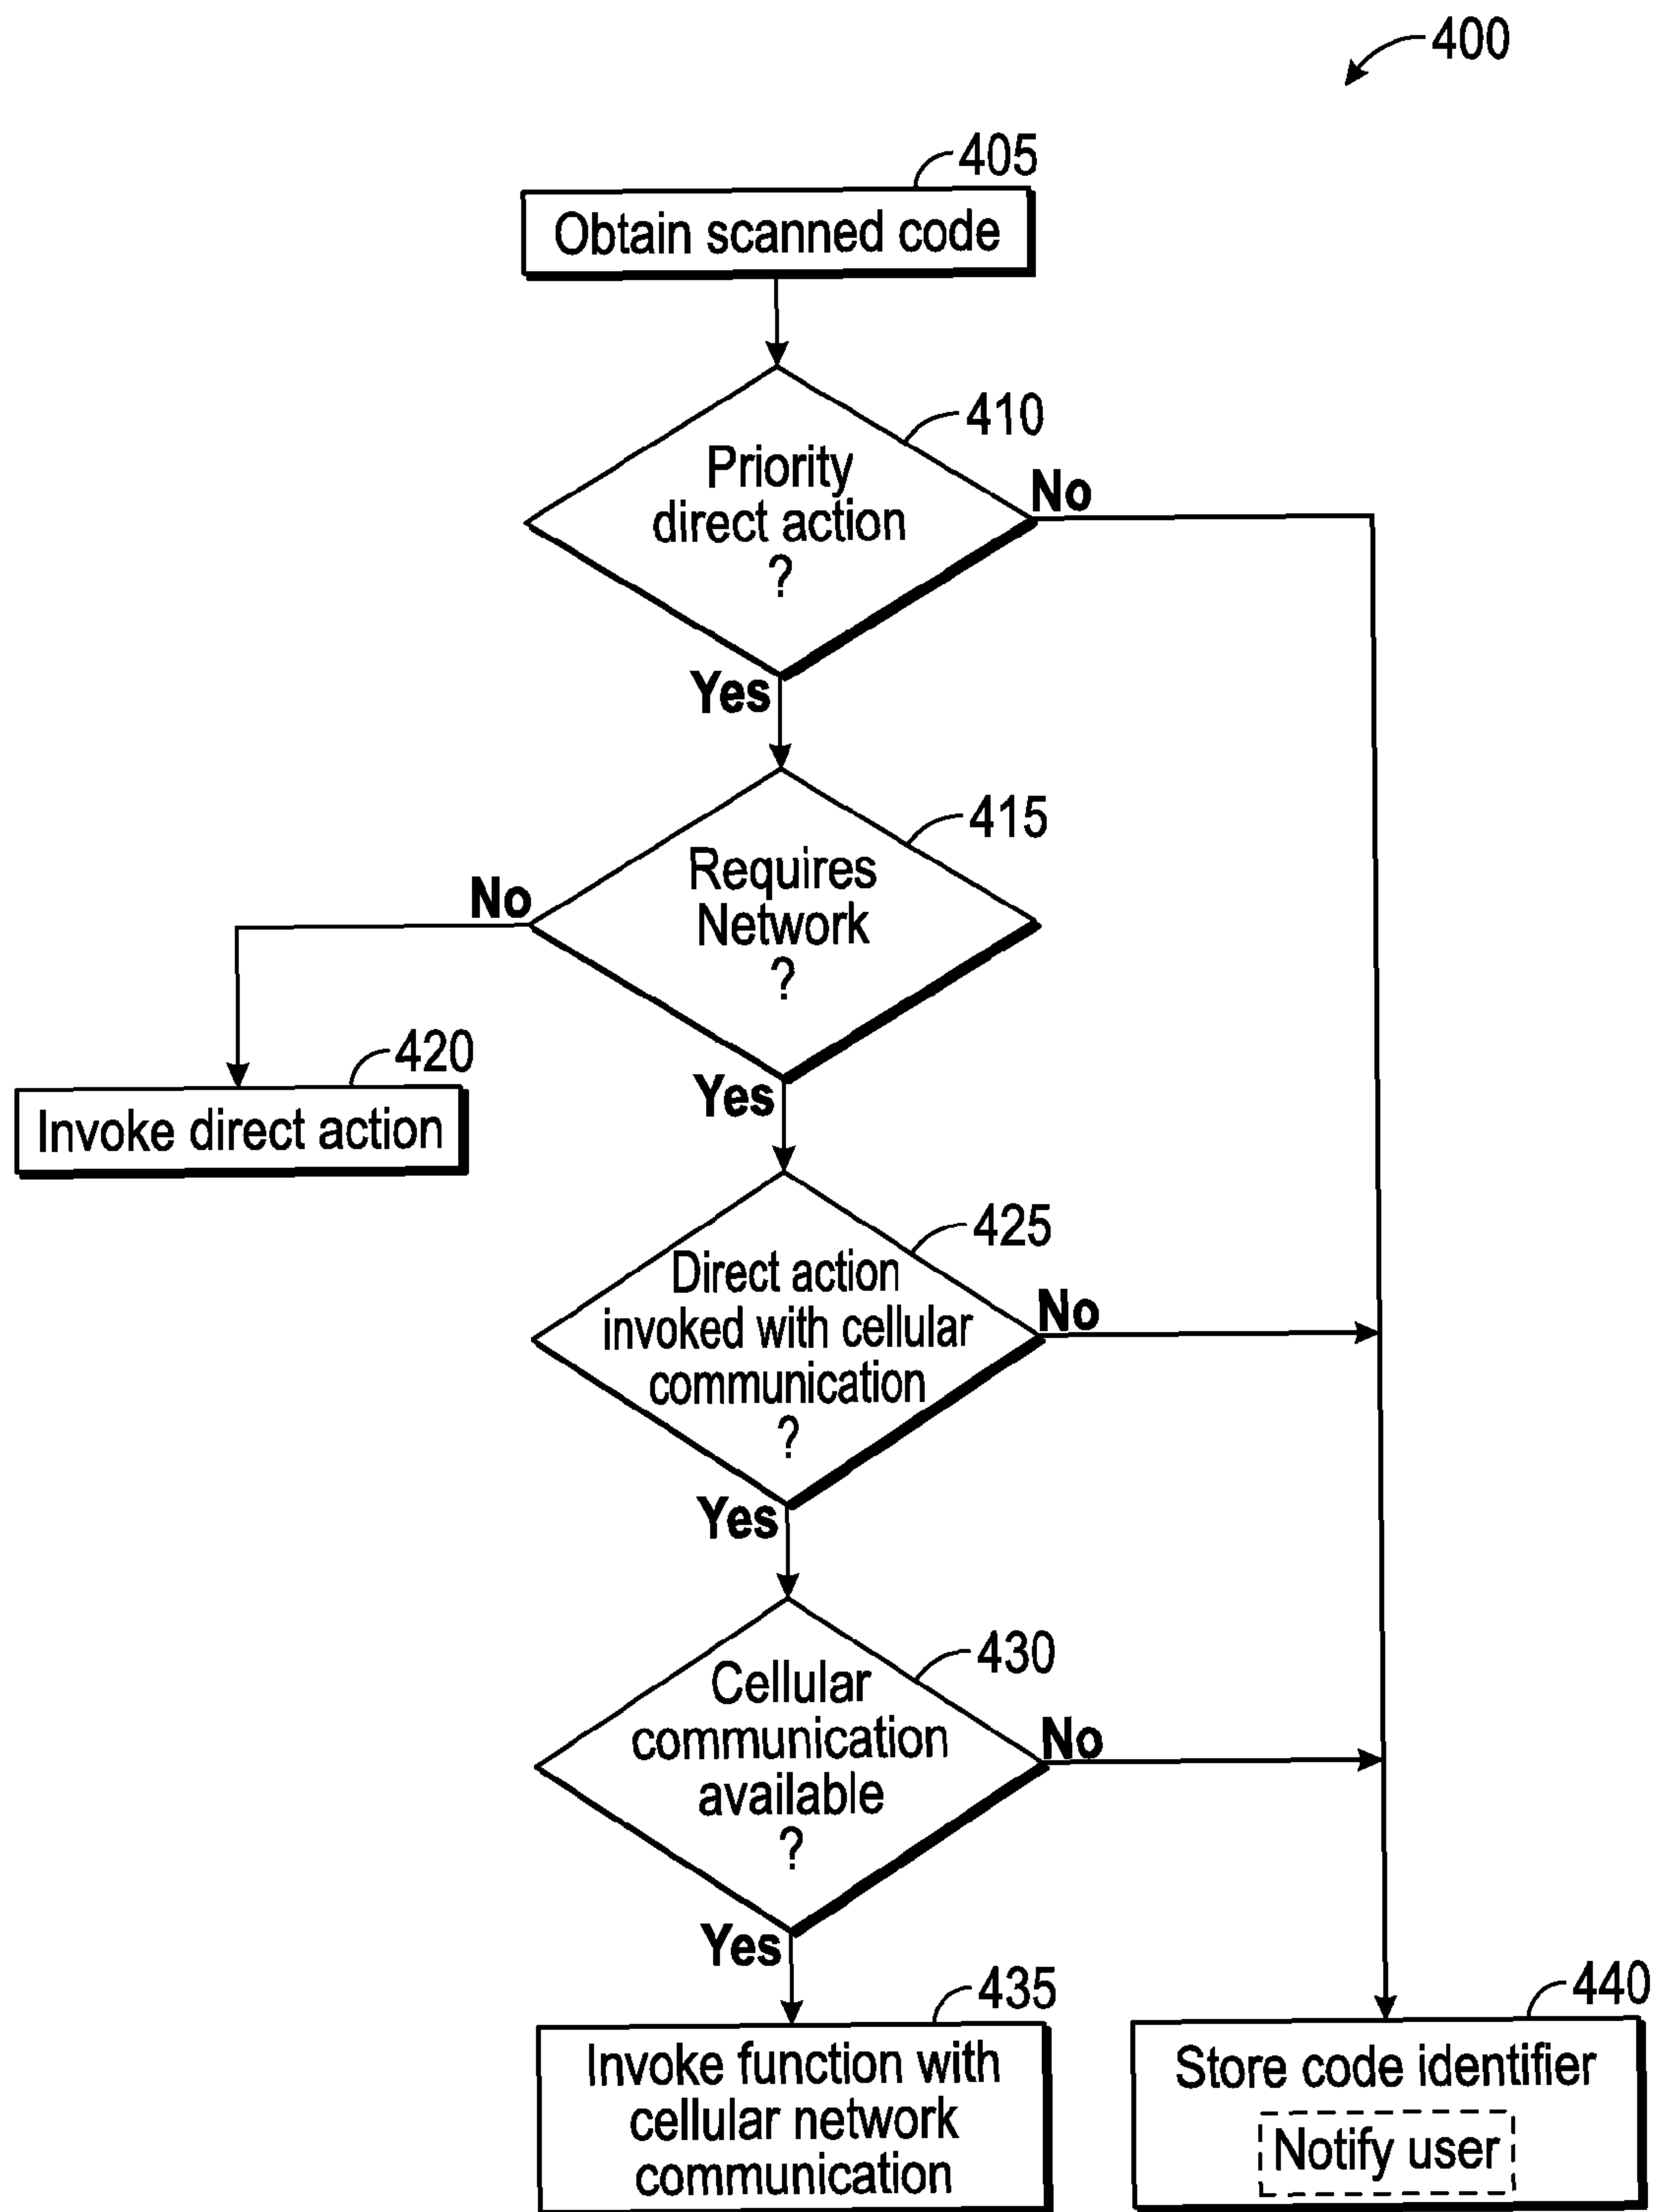 400
405
Obtain scanned code
410
Priority
direct action
?
No
Yes
415
Requires
Network
?
No
420
Invoke direct action
Yes
425
Direct action
invoked with cellular
communication
?
No
Yes
430
Cellular
communication
available
?
No
Yes
435
Invoke function with
cellular network
communication
440
Store code identifier
Notify user